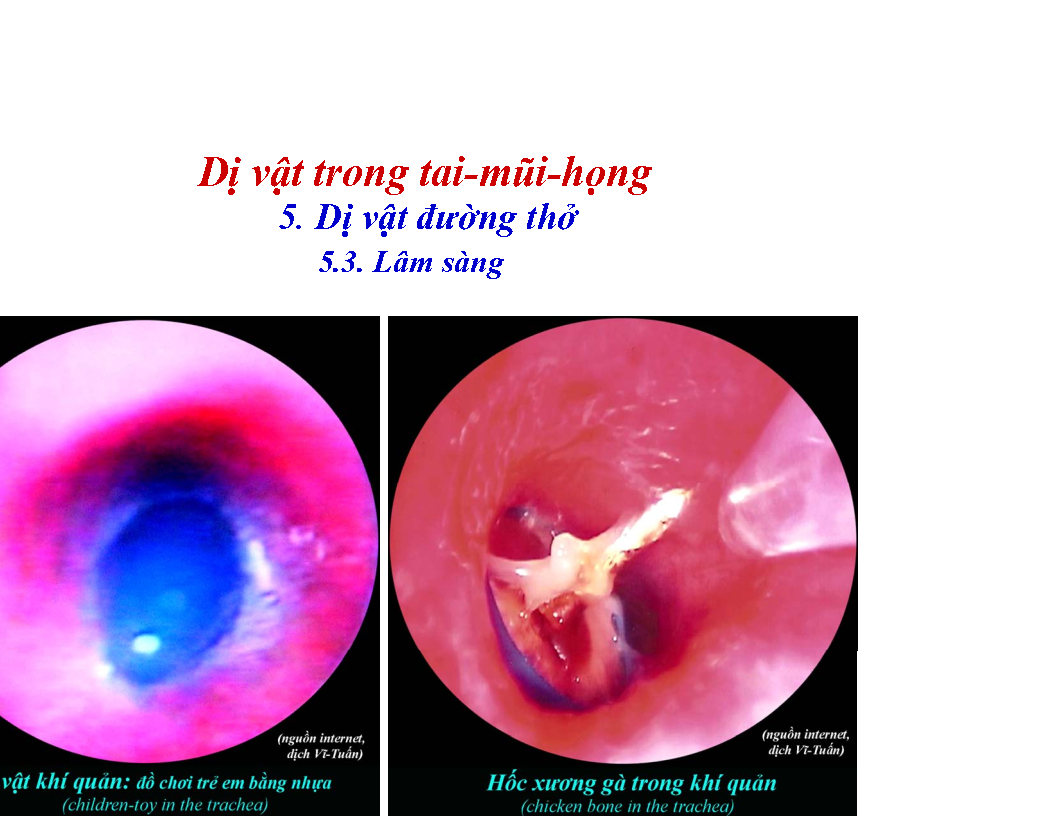 Dị vật trong tai-mũi-họng
5. Dị vật đường thở
5.3. Lâm sàng
(nguồn internet,
dịch Vĩ-Tuấn)
vật khí quản: đồ chơi trẻ em bằng nhựa
(children-toy in the trachea)
(nguồn internet,
dịch Vĩ-Tuấn)
Hốc xương gà trong khí quản
(chicken bone in the trachea)